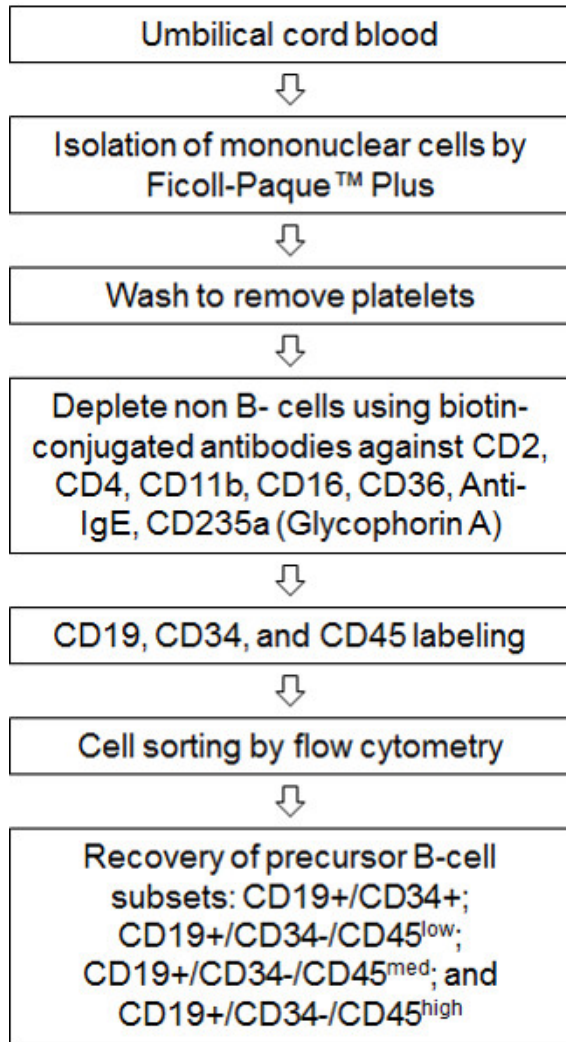 Umbilical cord blood
Isolation of mononuclear cells by
Ficoll-Paque™ Plus
Wash to remove platelets
Deplete non B- cells using biotin-
conjugated antibodies against CD2,
CD4, CD11b, CD16, CD36, Anti-
IgE, CD235a (Glycophorin A)
CD19, CD34, and CD45 labeling
Cell sorting by flow cytometry
Recovery of precursor B-cell
subsets: CD19+/CD34+;
CD19+/CD34-/CD45low;
CD19+/CD34-/CD45med; and
CD19+/CD34-/CD45high